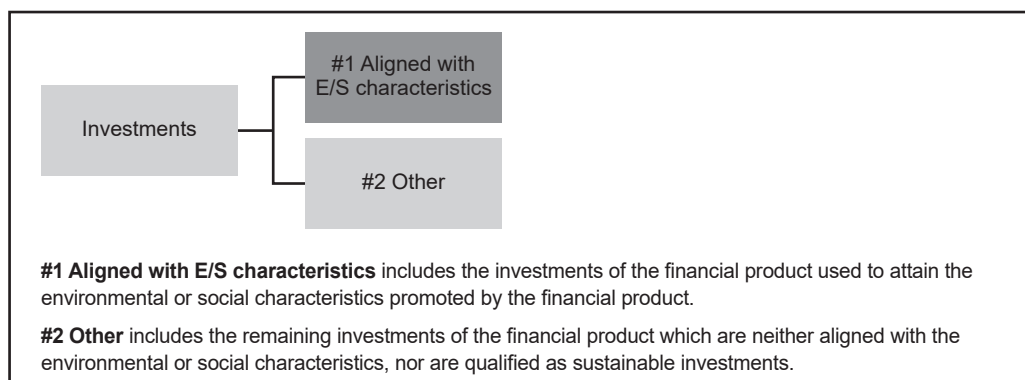 #1 Aligned with
E/S characteristics
Investments
#2 Other
#1 Aligned with E/S characteristics includes the investments of the financial product used to attain the
environmental or social characteristics promoted by the financial product.
#2 Other includes the remaining investments of the financial product which are neither aligned with the
environmental or social characteristics, nor are qualified as sustainable investments.